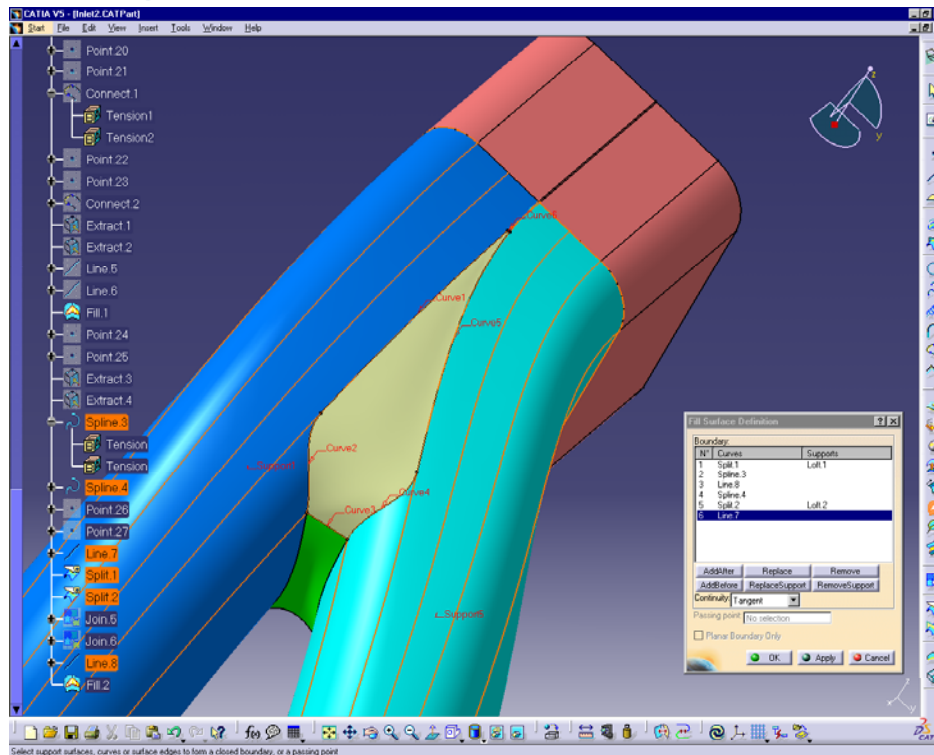 CATIA V5 - [Inlet2.CATPart]
Start File Edit View Insert Tools Window Help
Point.20
Point.21
Connect.1
Tension1
Tension2
Point.22
Point.23
Connect.2
Extract.1
Extract.2
Line.5
Line.6
Fill.1
Point.24
Point.25
Extract.3
Extract.4
Spline.3
Tension
Tension
Spline.4
Point.26
Point.27
Line.7
Split.1
Split.2
Join.5
Join.6
Line.8
Fill.2
z
y
Curve6
Curve1
Curve5
Curve2
Support1
Curve4
Curve3
Support5
Fill Surface Definition
Boundary:
N° Curves Supports
1 Split.1 Loft.1
2 Spline.3
3 Line.8
4 Spline.4
5 Split.2 Loft.2
6 Line.7
AddAfter Replace Remove
AddBefore ReplaceSupport RemoveSupport
Continuity: Tangent
Passing point: No selection
Planar Boundary Only
OK Apply Cancel
Select support surfaces, curves or surface edges to form a closed boundary, or a passing point